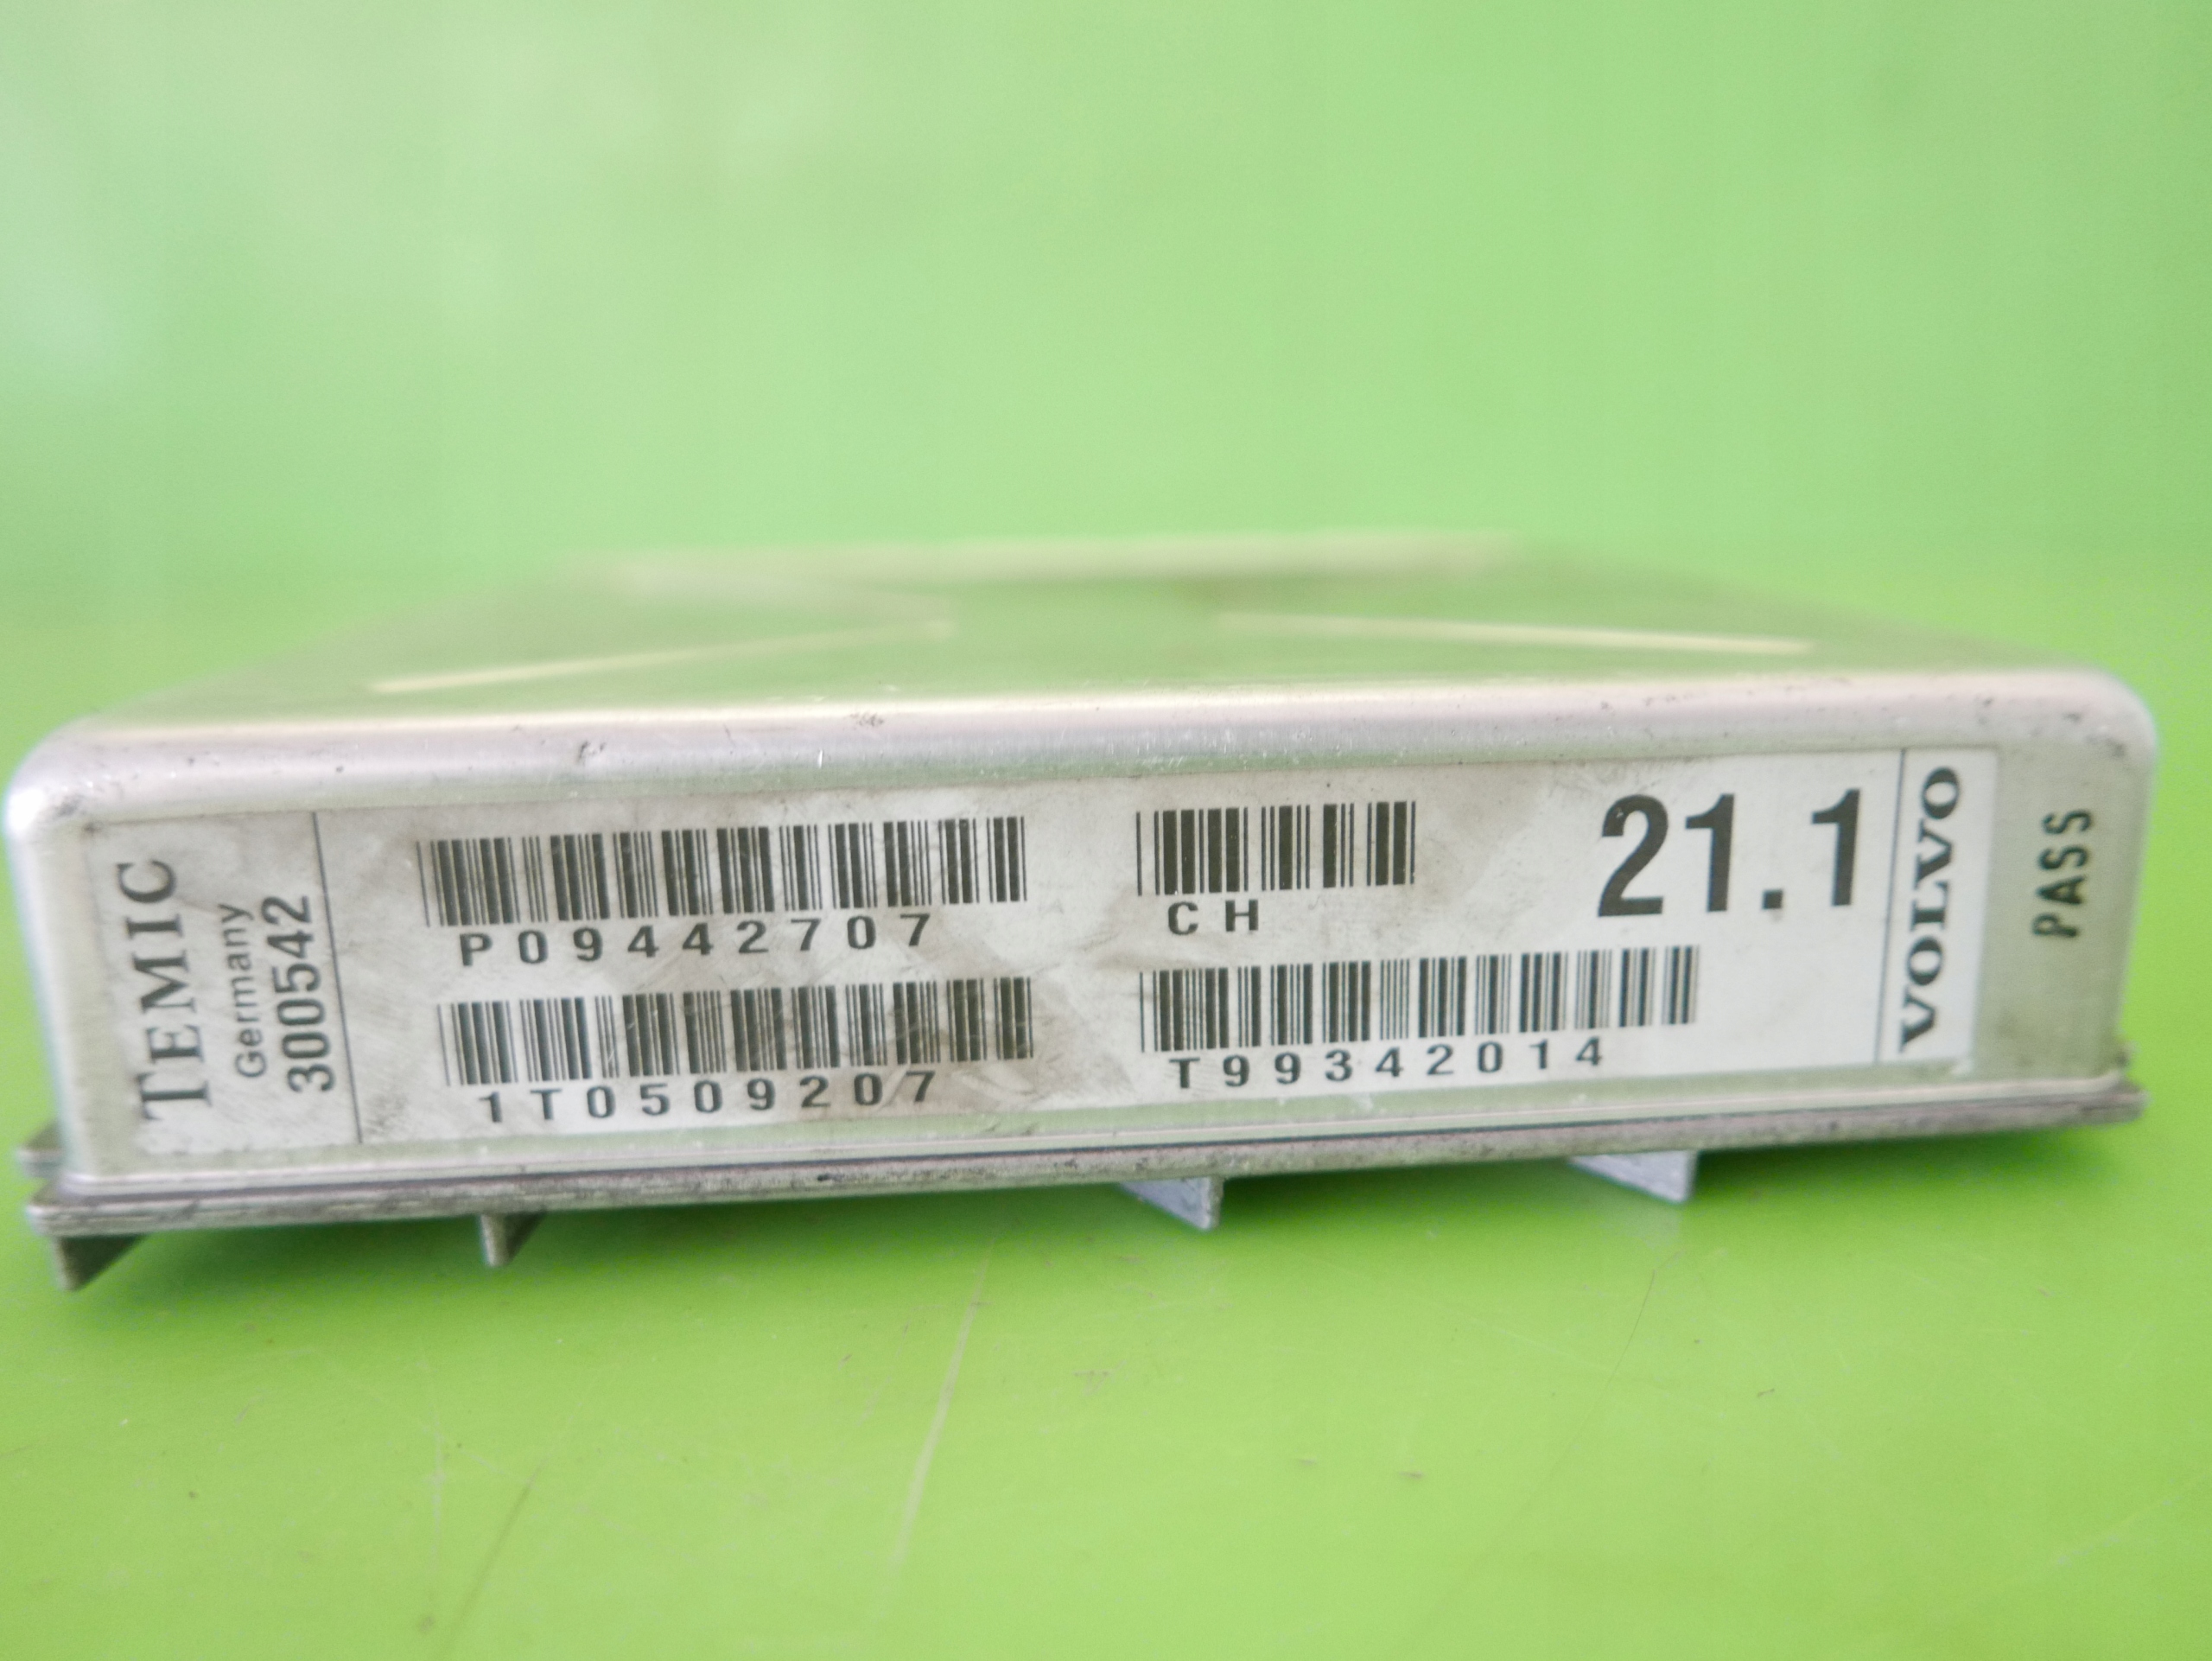 TEMIC
Germany
300542
P09442707
1T0509207
CH
T99342014
21.1
VOLVO
PASS